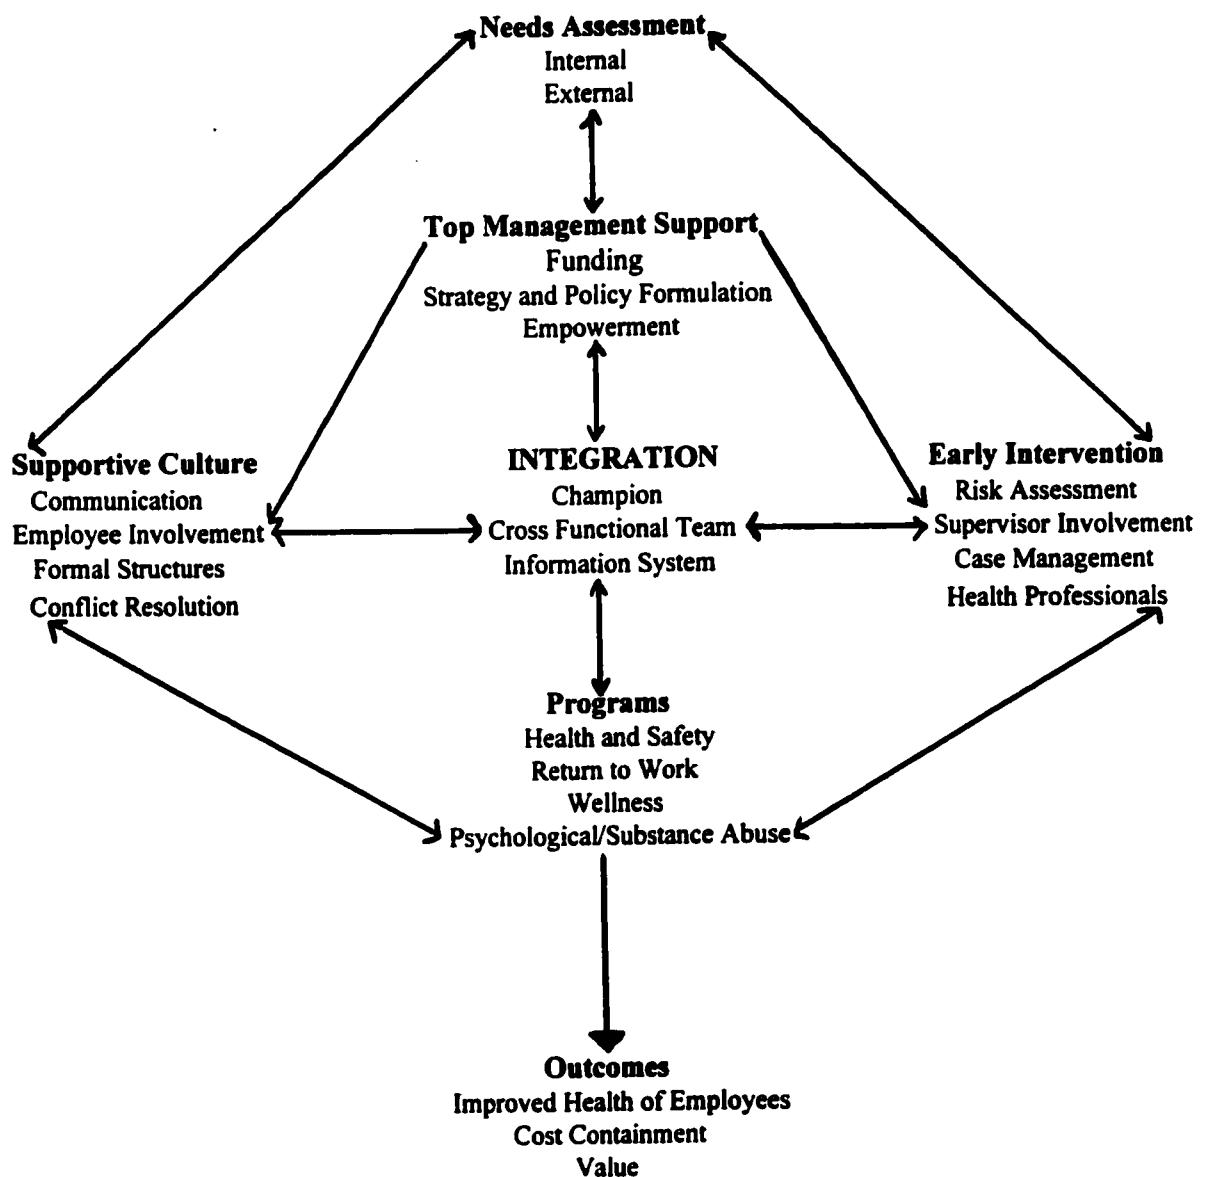 Needs Assessment
Internal
External
Top Management Support
Funding
Strategy and Policy Formulation
Empowerment
Supportive Culture
Communication
Employee Involvement
Formal Structures
Conflict Resolution
INTEGRATION
Champion
Cross Functional Team
Information System
Early Intervention
Risk Assessment
Supervisor Involvement
Case Management
Health Professionals
Programs
Health and Safety
Return to Work
Wellness
Psychological/Substance Abuse
Outcomes
Improved Health of Employees
Cost Containment
Value